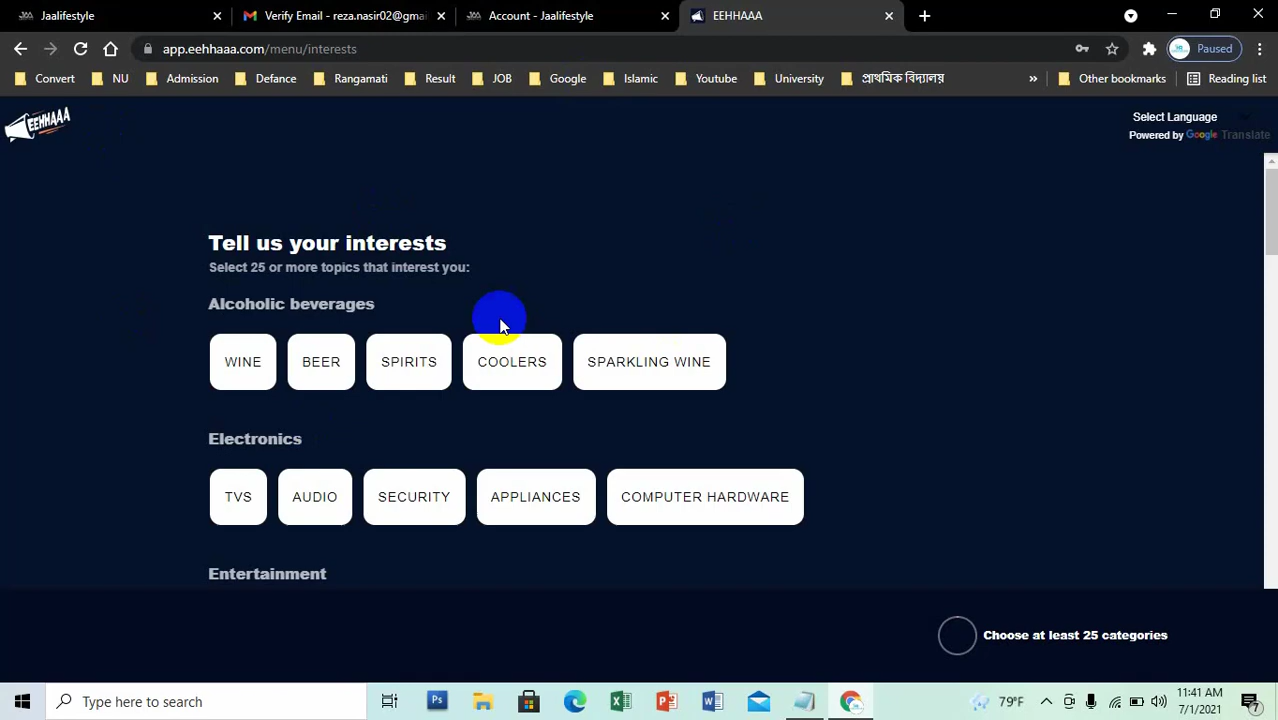 Jaalifestyle
Verify Email - reza.nasir02@gmai
Account - Jaalifestyle
EEHHAAA
app.eehhaaa.com/menu/interests
Paused
Convert NU Admission Defance Rangamati Result JOB Google Islamic Youtube University প্রাথমিক বিদ্যালয় » Other bookmarks Reading list
EEHHAAA
Select Language
Powered by Google Translate
Tell us your interests
Select 25 or more topics that interest you:
Alcoholic beverages
WINE BEER SPIRITS COOLERS SPARKLING WINE
Electronics
TVS AUDIO SECURITY APPLIANCES COMPUTER HARDWARE
Entertainment
Choose at least 25 categories
Type here to search
79°F
11:41 AM
7/1/2021